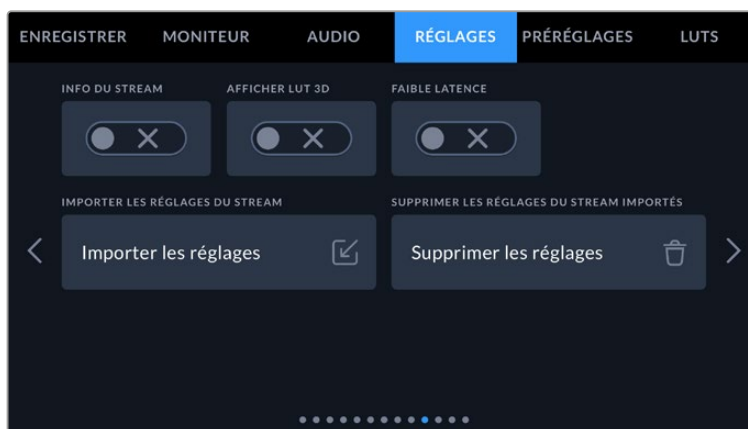 ENREGISTRER MONITEUR AUDIO RÉGLAGES PRÉRÉGLAGES LUTS
INFO DU STREAM AFFICHER LUT 3D FAIBLE LATENCE
IMPORTER LES RÉGLAGES DU STREAM SUPPRIMER LES RÉGLAGES DU STREAM IMPORTÉS
Importer les réglages Supprimer les réglages